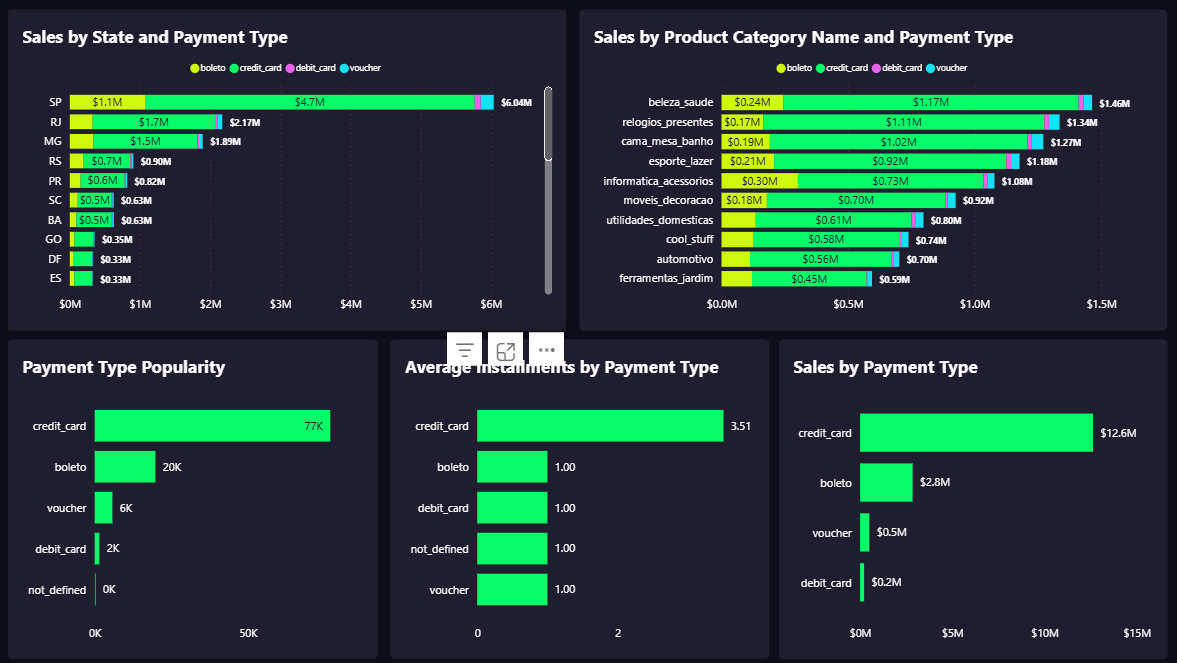 Sales by State and Payment Type
boleto credit_card debit_card voucher
SP $1.1M $4.7M $6.04M
RJ $1.7M $2.17M
MG $1.5M $1.89M
RS $0.7M $0.90M
PR $0.6M $0.82M
SC $0.5M $0.63M
BA $0.5M $0.63M
GO $0.35M
DF $0.33M
ES $0.33M
$0M $1M $2M $3M $4M $5M $6M
Sales by Product Category Name and Payment Type
boleto credit_card debit_card voucher
beleza_saude $0.24M $1.17M $1.46M
relogios_presentes $0.17M $1.11M $1.34M
cama_mesa_banho $0.19M $1.02M $1.27M
esporte_lazer $0.21M $0.92M $1.18M
informatica_acessorios $0.30M $0.73M $1.08M
moveis_decoracao $0.18M $0.70M $0.92M
utilidades_domesticas $0.61M $0.80M
cool_stuff $0.58M $0.74M
automotivo $0.56M $0.70M
ferramentas_jardim $0.45M $0.59M
$0.0M $0.5M $1.0M $1.5M
Payment Type Popularity
credit_card 77K
boleto 20K
voucher 6K
debit_card 2K
not_defined 0K
0K 50K
Average Installments by Payment Type
credit_card 3.51
boleto 1.00
debit_card 1.00
not_defined 1.00
voucher 1.00
0 2
Sales by Payment Type
credit_card $12.6M
boleto $2.8M
voucher $0.5M
debit_card $0.2M
$0M $5M $10M $15M